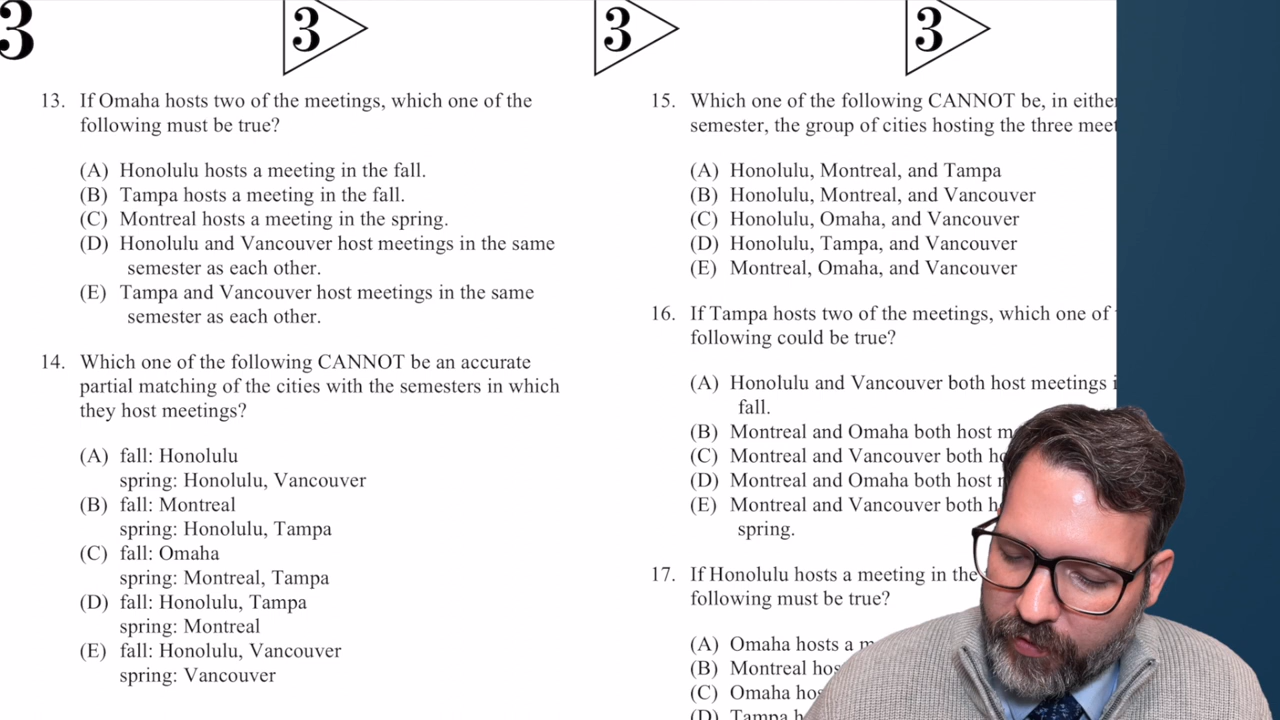 3
3
3
3
13. If Omaha hosts two of the meetings, which one of the
following must be true?
(A) Honolulu hosts a meeting in the fall.
(B) Tampa hosts a meeting in the fall.
(C) Montreal hosts a meeting in the spring.
(D) Honolulu and Vancouver host meetings in the same
semester as each other.
(E) Tampa and Vancouver host meetings in the same
semester as each other.
14. Which one of the following CANNOT be an accurate
partial matching of the cities with the semesters in which
they host meetings?
(A) fall: Honolulu
spring: Honolulu, Vancouver
(B) fall: Montreal
spring: Honolulu, Tampa
(C) fall: Omaha
spring: Montreal, Tampa
(D) fall: Honolulu, Tampa
spring: Montreal
(E) fall: Honolulu, Vancouver
spring: Vancouver
15. Which one of the following CANNOT be, in
semester, the group of cities hosting the three
(A) Honolulu, Montreal, and Tampa
(B) Honolulu, Montreal, and Vancouver
(C) Honolulu, Omaha, and Vancouver
(D) Honolulu, Tampa, and Vancouver
(E) Montreal, Omaha, and Vancouver
16. If Tampa hosts two of the meetings, which one of
following could be true?
(A) Honolulu and Vancouver both host meetings
fall.
(B) Montreal and Omaha both host
(C) Montreal and Vancouver both
(D) Montreal and Omaha both host
(E) Montreal and Vancouver both
spring.
17. If Honolulu hosts a meeting in the
following must be true?
(A) Omaha hosts a
(B) Montreal
(C) Omaha
(D) Tampa